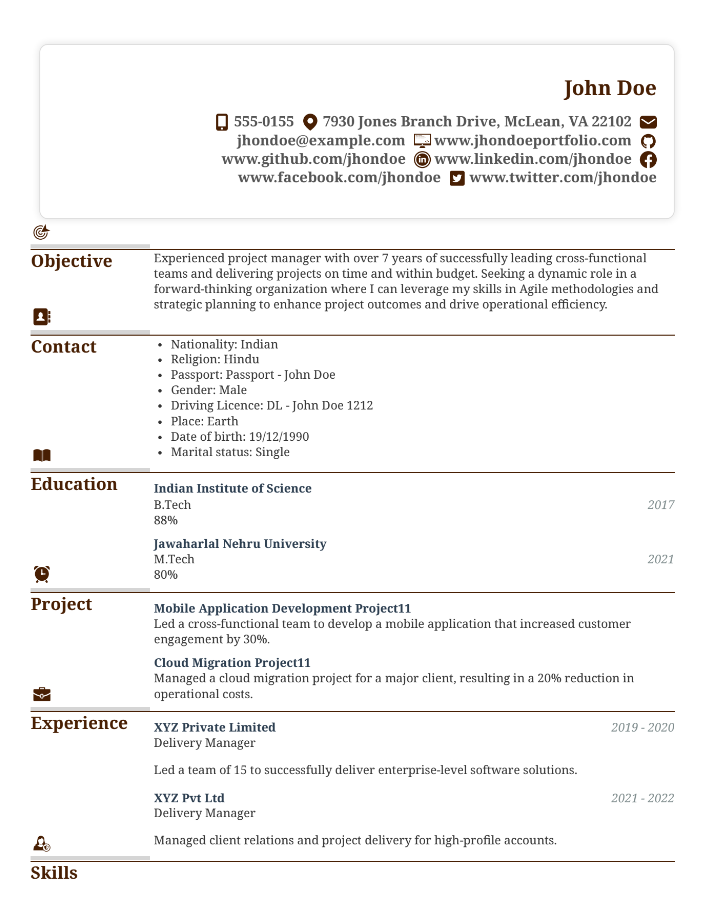 John Doe
555-0155 7930 Jones Branch Drive, McLean, VA 22102
jhondoe@example.com www.jhondoeportfolio.com
www.github.com/jhondoe www.linkedin.com/jhondoe
www.facebook.com/jhondoe www.twitter.com/jhondoe
Objective
Experienced project manager with over 7 years of successfully leading cross-functional
teams and delivering projects on time and within budget. Seeking a dynamic role in a
forward-thinking organization where I can leverage my skills in Agile methodologies and
strategic planning to enhance project outcomes and drive operational efficiency.
Contact
• Nationality: Indian
• Religion: Hindu
• Passport: Passport - John Doe
• Gender: Male
• Driving Licence: DL - John Doe 1212
• Place: Earth
• Date of birth: 19/12/1990
• Marital status: Single
Education
Indian Institute of Science
B.Tech 2017
88%
Jawaharlal Nehru University
M.Tech 2021
80%
Project
Mobile Application Development Project11
Led a cross-functional team to develop a mobile application that increased customer
engagement by 30%.
Cloud Migration Project11
Managed a cloud migration project for a major client, resulting in a 20% reduction in
operational costs.
Experience
XYZ Private Limited 2019 - 2020
Delivery Manager
Led a team of 15 to successfully deliver enterprise-level software solutions.
XYZ Pvt Ltd 2021 - 2022
Delivery Manager
Managed client relations and project delivery for high-profile accounts.
Skills